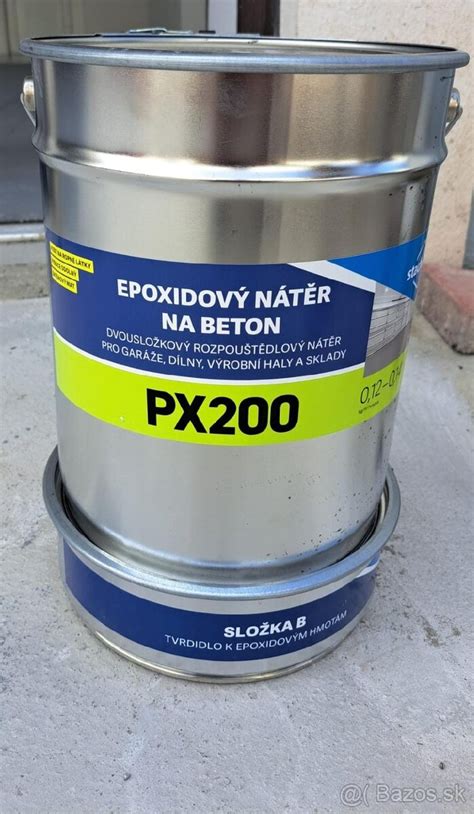 EPOXIDOVÝ NÁTĚR
NA BETON
DVOUSLOŽKOVÝ ROZPOUŠTĚDLOVÝ NÁTĚR
PRO GARÁŽE, DÍLNY, VÝROBNÍ HALY A SKLADY
PX200
SLOŽKA B
TVRDIDLO K EPOXIDOVÝM HMOTÁM
@( Bazos.sk